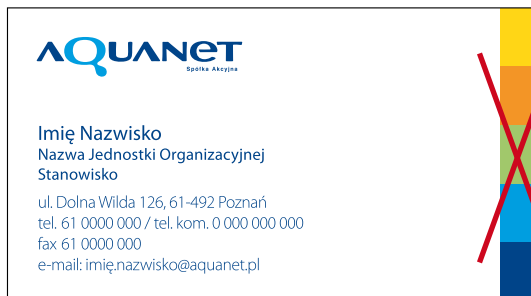 AQUANET
Spółka Akcyjna
Imię Nazwisko
Nazwa Jednostki Organizacyjnej
Stanowisko
ul. Dolna Wilda 126, 61-492 Poznań
tel. 61 0000 000 / tel. kom. 0 000 000 000
fax 61 0000 000
e-mail: imię.nazwisko@aquanet.pl